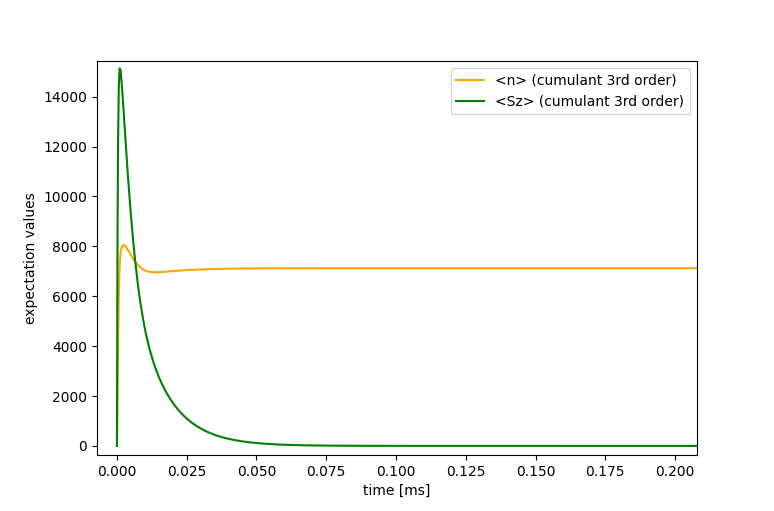 <n> (cumulant 3rd order)
<Sz> (cumulant 3rd order)
14000
12000
10000
8000
6000
4000
2000
0
expectation values
0.000 0.025 0.050 0.075 0.100 0.125 0.150 0.175 0.200
time [ms]